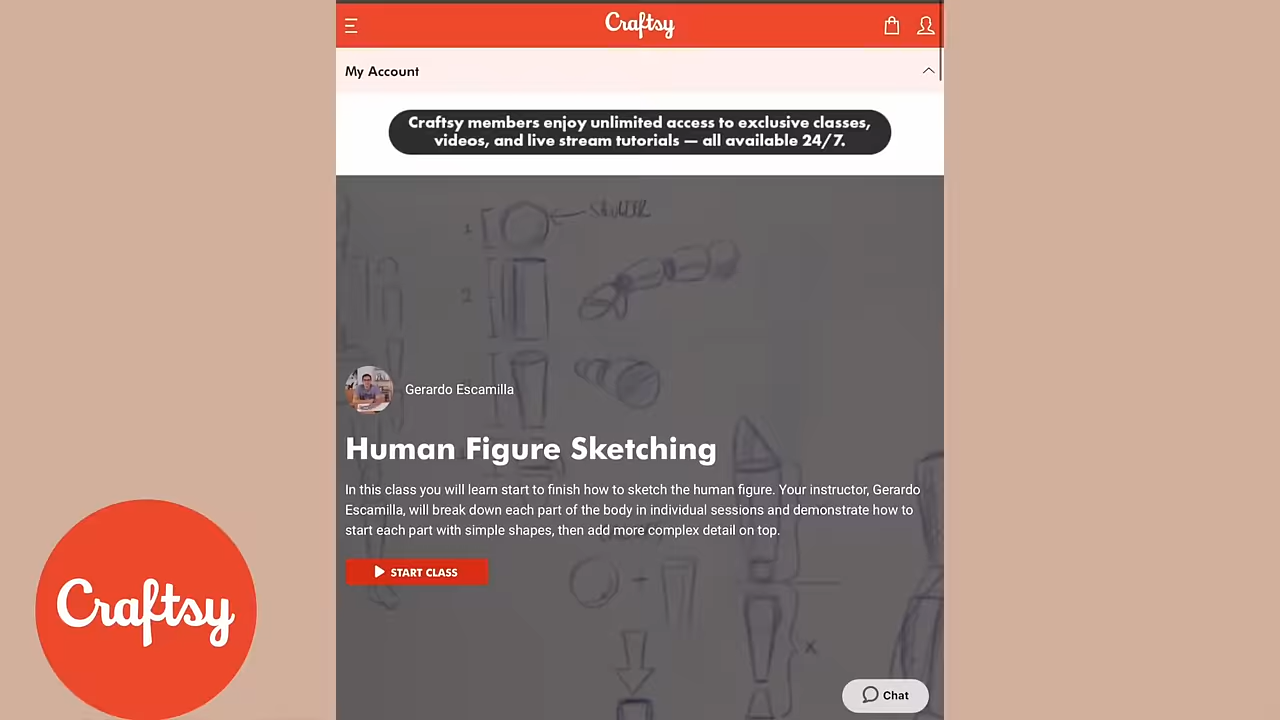 Craftsy
My Account
Craftsy members enjoy unlimited access to exclusive classes,
videos, and live stream tutorials — all available 24/7.
1
2
Gerardo Escamilla
Human Figure Sketching
In this class you will learn start to finish how to sketch the human figure. Your instructor, Gerardo
Escamilla, will break down each part of the body in individual sessions and demonstrate how to
start each part with simple shapes, then add more complex detail on top.
START CLASS
+
Craftsy
X
Chat